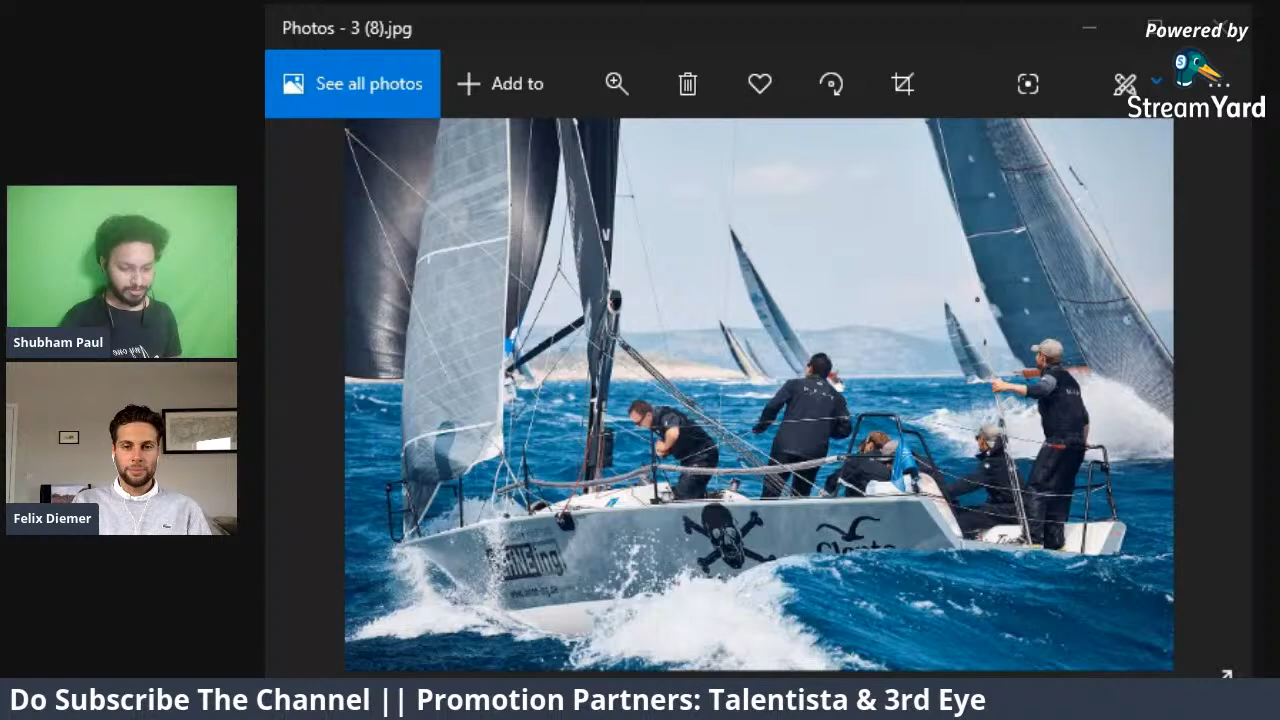 Photos - 3 (8).jpg
Powered by
See all photos
Add to
StreamYard
Shubham Paul
Felix Diemer
Do Subscribe The Channel || Promotion Partners: Talentista & 3rd Eye